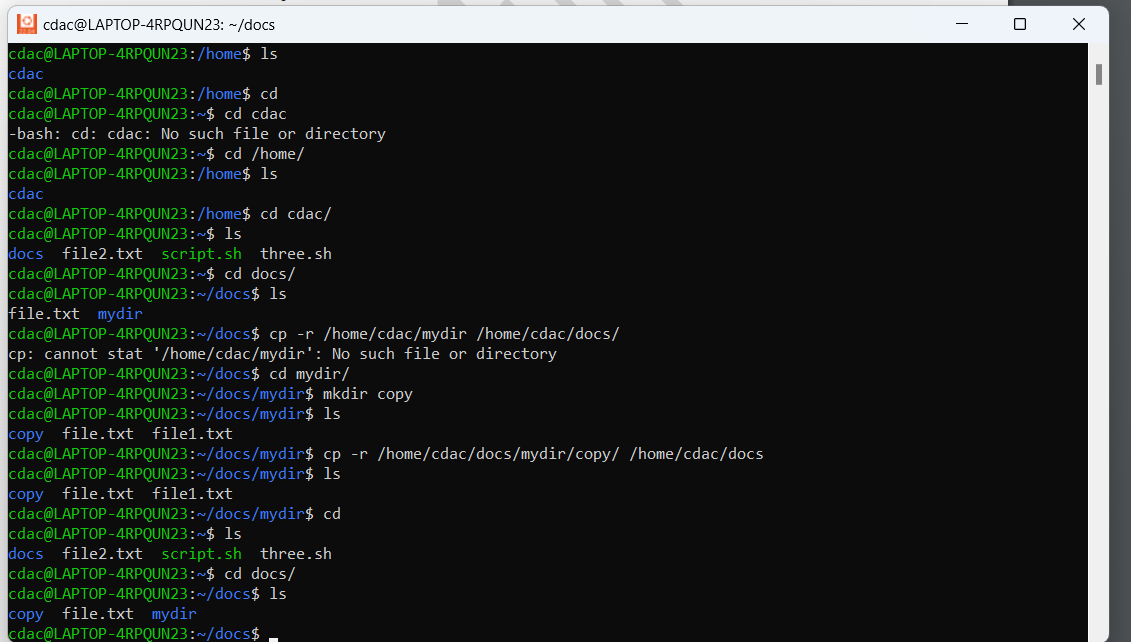 cdac@LAPTOP-4RPQUN23: ~/docs
cdac@LAPTOP-4RPQUN23:/home$ ls
cdac
cdac@LAPTOP-4RPQUN23:/home$ cd
cdac@LAPTOP-4RPQUN23:~$ cd cdac
-bash: cd: cdac: No such file or directory
cdac@LAPTOP-4RPQUN23:~$ cd /home/
cdac@LAPTOP-4RPQUN23:/home$ ls
cdac
cdac@LAPTOP-4RPQUN23:/home$ cd cdac/
cdac@LAPTOP-4RPQUN23:~$ ls
docs  file2.txt  script.sh  three.sh
cdac@LAPTOP-4RPQUN23:~$ cd docs/
cdac@LAPTOP-4RPQUN23:~/docs$ ls
file.txt  mydir
cdac@LAPTOP-4RPQUN23:~/docs$ cp -r /home/cdac/mydir /home/cdac/docs/
cp: cannot stat '/home/cdac/mydir': No such file or directory
cdac@LAPTOP-4RPQUN23:~/docs$ cd mydir/
cdac@LAPTOP-4RPQUN23:~/docs/mydir$ mkdir copy
cdac@LAPTOP-4RPQUN23:~/docs/mydir$ ls
copy  file.txt  file1.txt
cdac@LAPTOP-4RPQUN23:~/docs/mydir$ cp -r /home/cdac/docs/mydir/copy/ /home/cdac/docs
cdac@LAPTOP-4RPQUN23:~/docs/mydir$ ls
copy  file.txt  file1.txt
cdac@LAPTOP-4RPQUN23:~/docs/mydir$ cd
cdac@LAPTOP-4RPQUN23:~$ ls
docs  file2.txt  script.sh  three.sh
cdac@LAPTOP-4RPQUN23:~$ cd docs/
cdac@LAPTOP-4RPQUN23:~/docs$ ls
copy  file.txt  mydir
cdac@LAPTOP-4RPQUN23:~/docs$